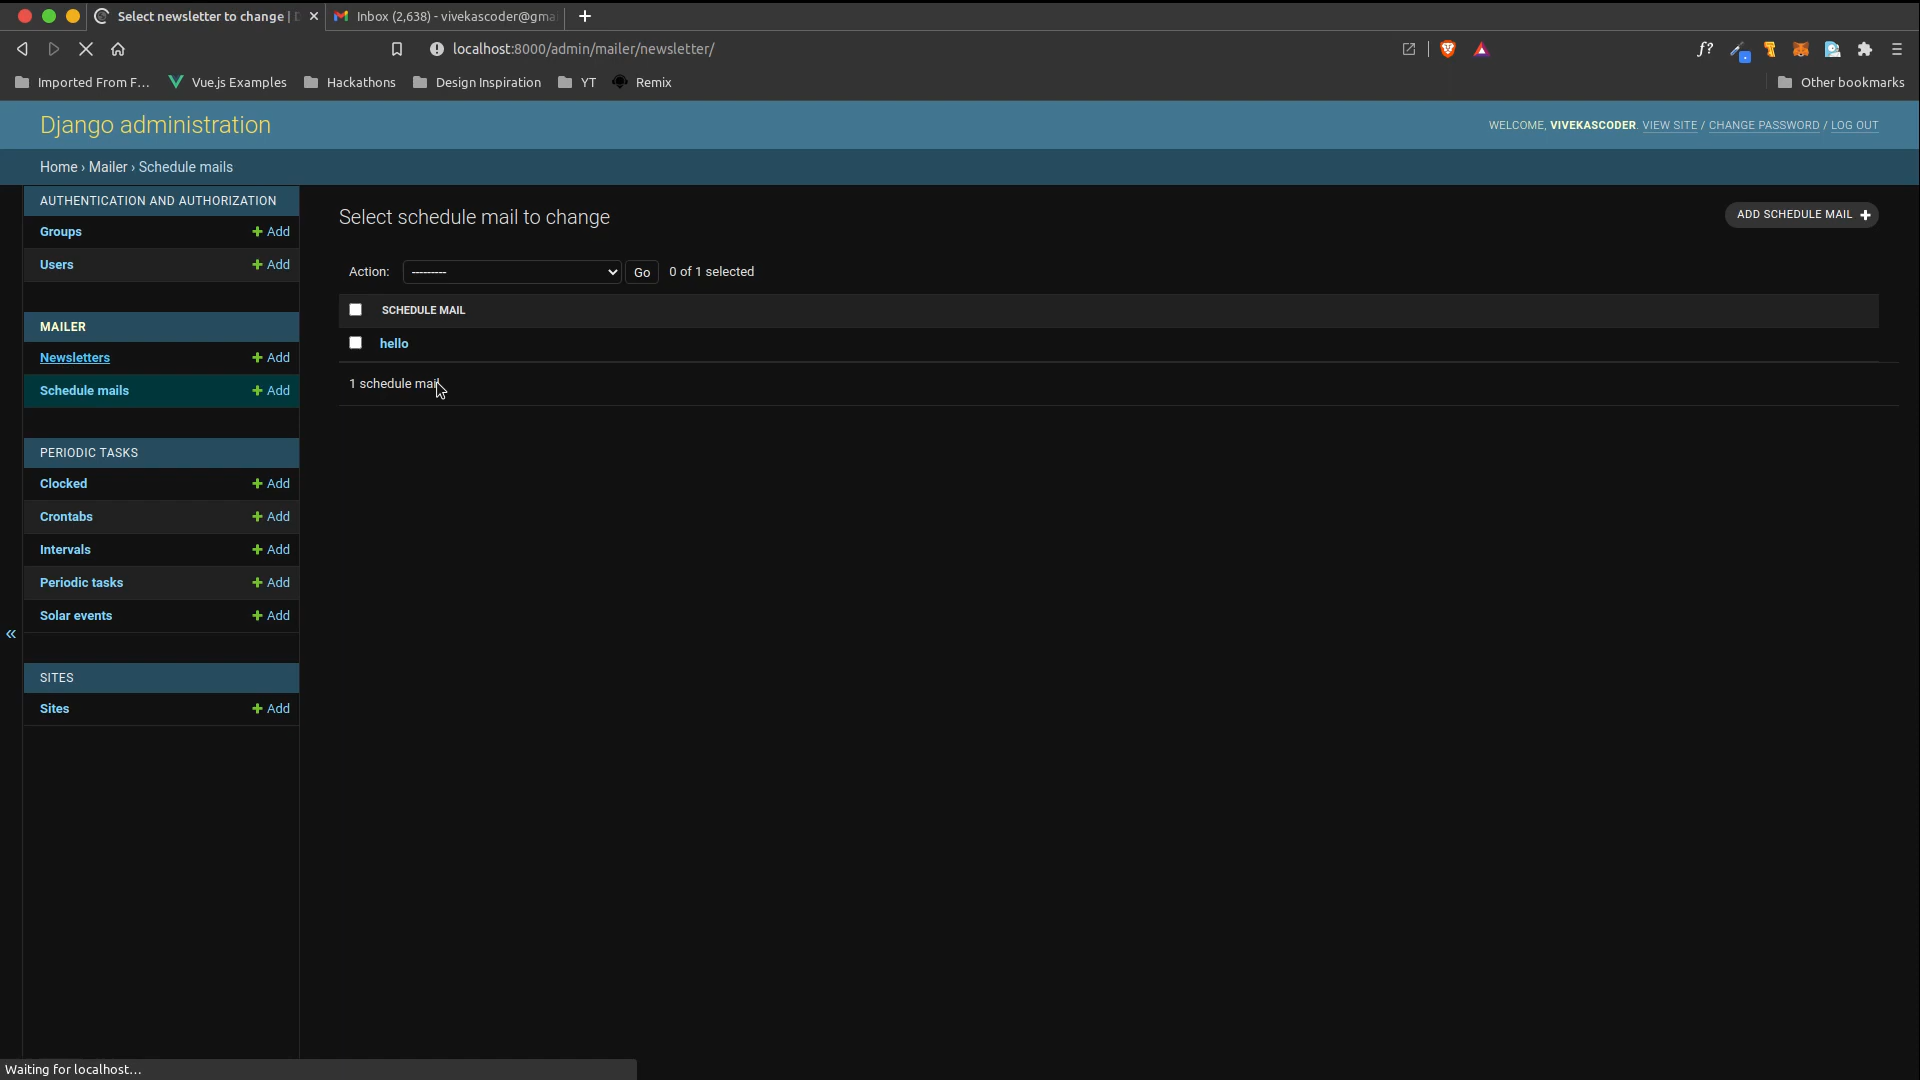 Select newsletter to change |
Inbox (2,638) - vivekascoder@gma
localhost:8000/admin/mailer/newsletter/
f?
Imported From F...
Vue.js Examples
Hackathons
Design Inspiration
YT
Remix
Other bookmarks
Django administration
WELCOME, VIVEKASCODER. VIEW SITE / CHANGE PASSWORD / LOG OUT
Home › Mailer › Schedule mails
AUTHENTICATION AND AUTHORIZATION
Groups + Add
Users + Add
MAILER
Newsletters + Add
Schedule mails + Add
PERIODIC TASKS
Clocked + Add
Crontabs + Add
Intervals + Add
Periodic tasks + Add
Solar events + Add
SITES
Sites + Add
«
Select schedule mail to change
ADD SCHEDULE MAIL +
Action: --------- Go 0 of 1 selected
SCHEDULE MAIL
hello
1 schedule mail
Waiting for localhost...